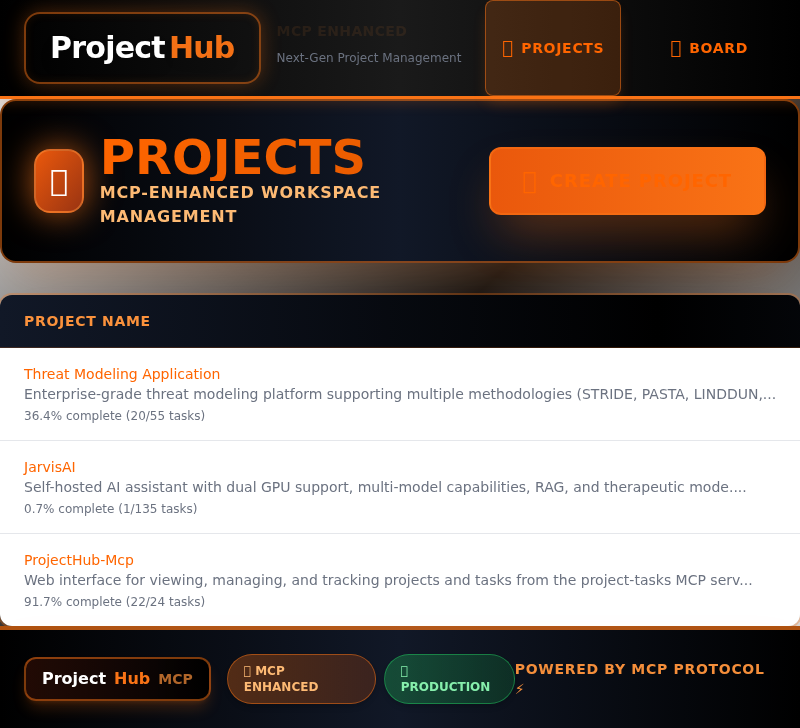 ProjectHub
MCP ENHANCED
Next-Gen Project Management
PROJECTS
BOARD
PROJECTS
MCP-ENHANCED WORKSPACE
MANAGEMENT
CREATE PROJECT
PROJECT NAME
Threat Modeling Application
Enterprise-grade threat modeling platform supporting multiple methodologies (STRIDE, PASTA, LINDDUN,...
36.4% complete (20/55 tasks)
JarvisAI
Self-hosted AI assistant with dual GPU support, multi-model capabilities, RAG, and therapeutic mode....
0.7% complete (1/135 tasks)
ProjectHub-Mcp
Web interface for viewing, managing, and tracking projects and tasks from the project-tasks MCP serv...
91.7% complete (22/24 tasks)
Project Hub MCP
MCP
ENHANCED
PRODUCTION
POWERED BY MCP PROTOCOL
⚡